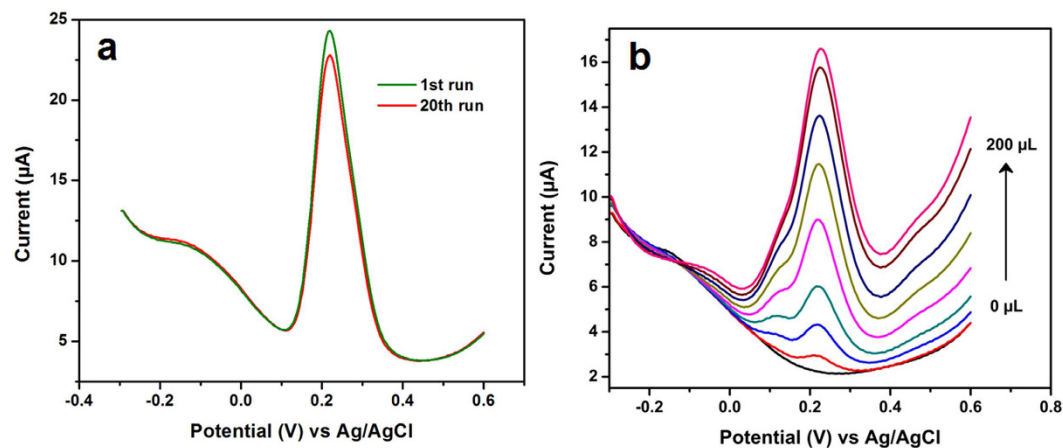 a
1st run
20th run
25
20
15
10
5
-0.4
-0.2
0.0
0.2
0.4
0.6
Potential (V) vs Ag/AgCl
Current (µA)
b
200 µL
0 µL
16
14
12
10
8
6
4
2
-0.2
0.0
0.2
0.4
0.6
0.8
Potential (V) vs Ag/AgCl
Current (µA)